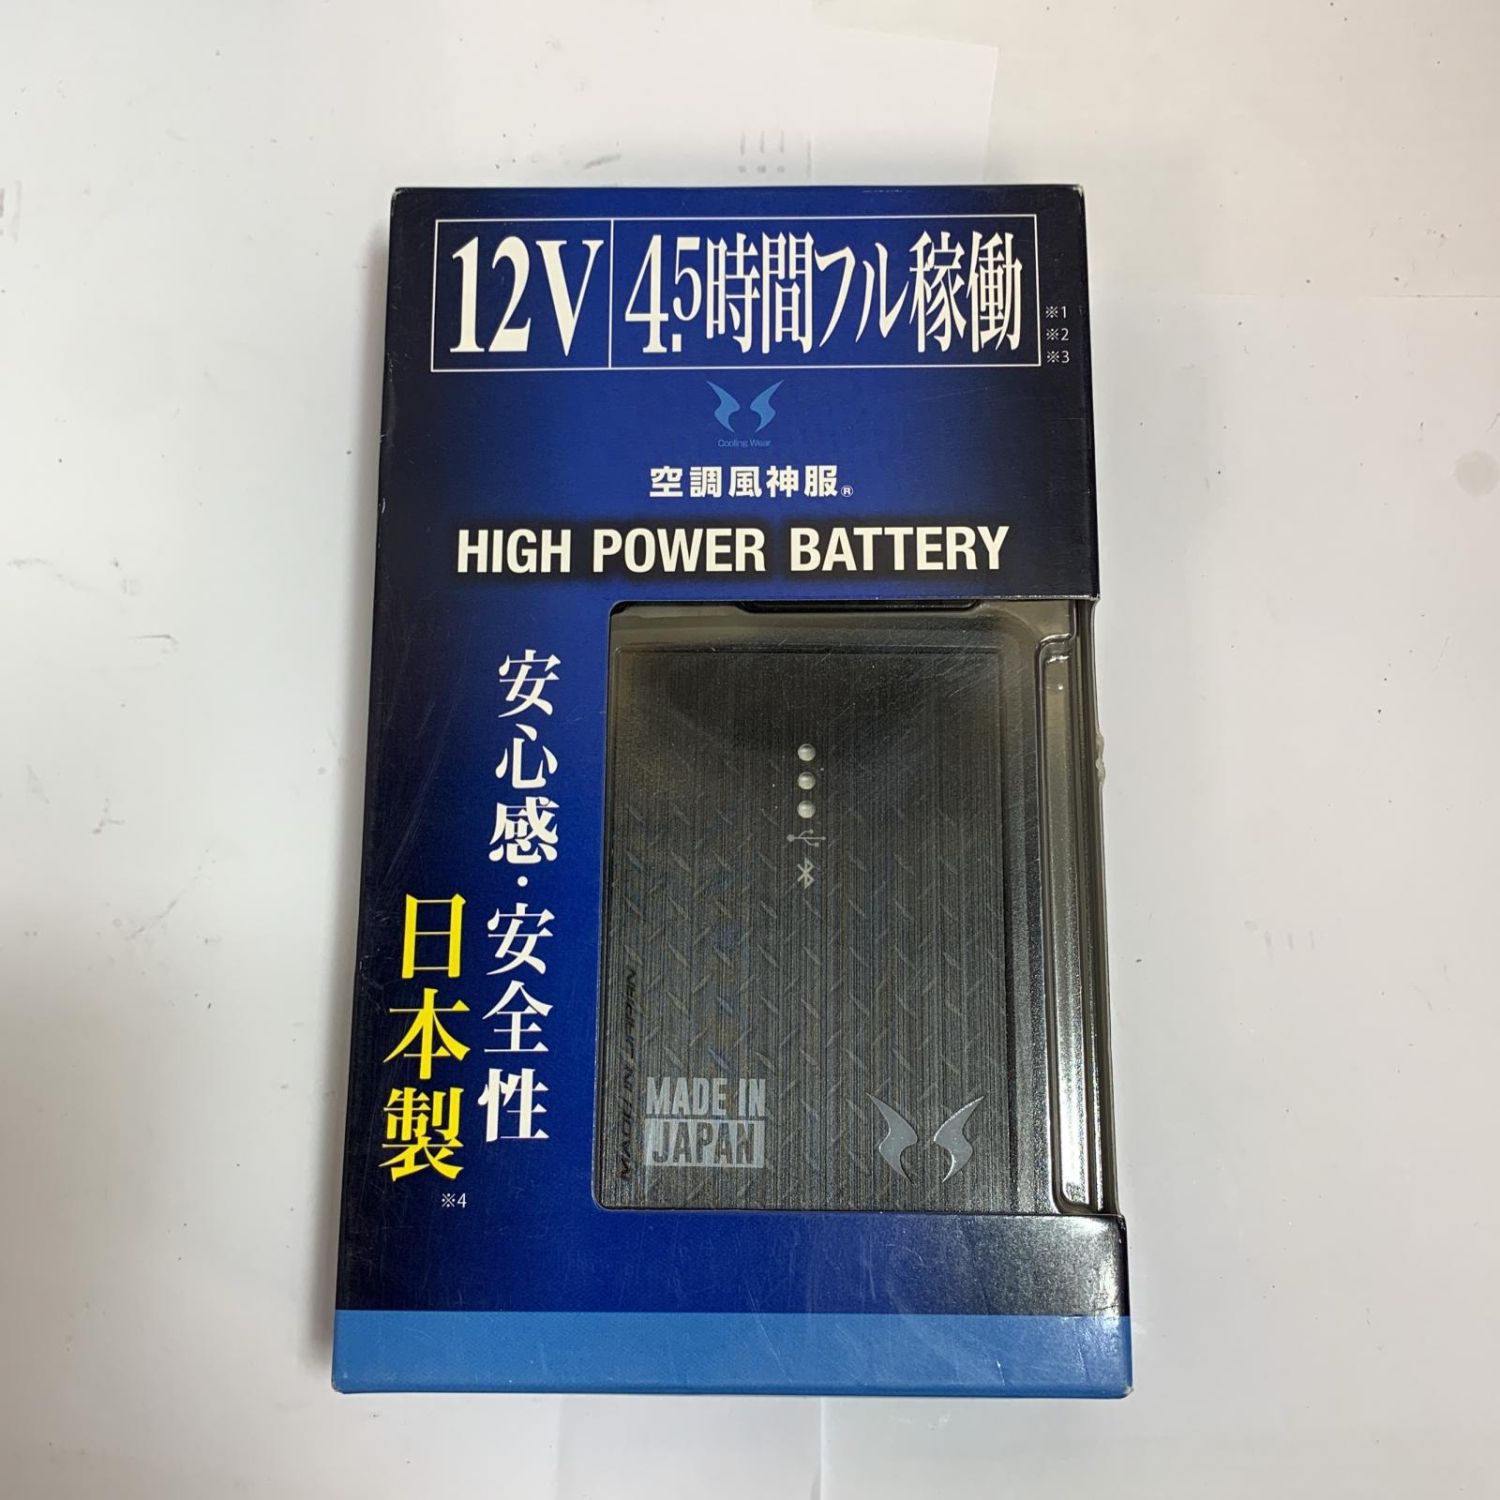 12V 4.5時間フル稼働
※1
※2
※3
Cooling Wear
空調風神服®
HIGH POWER BATTERY
安心感・安全性
日本製
※4
MADE IN
JAPAN
MADE IN JAPAN